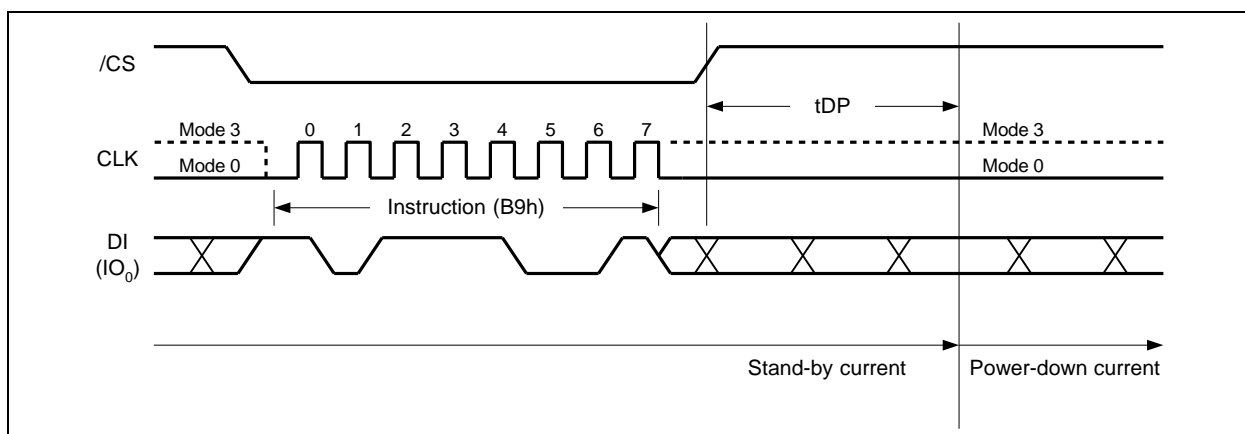 /CS
tDP
Mode 3 0 1 2 3 4 5 6 7 Mode 3
CLK
Mode 0 Mode 0
Instruction (B9h)
DI
(IO0)
Stand-by current Power-down current